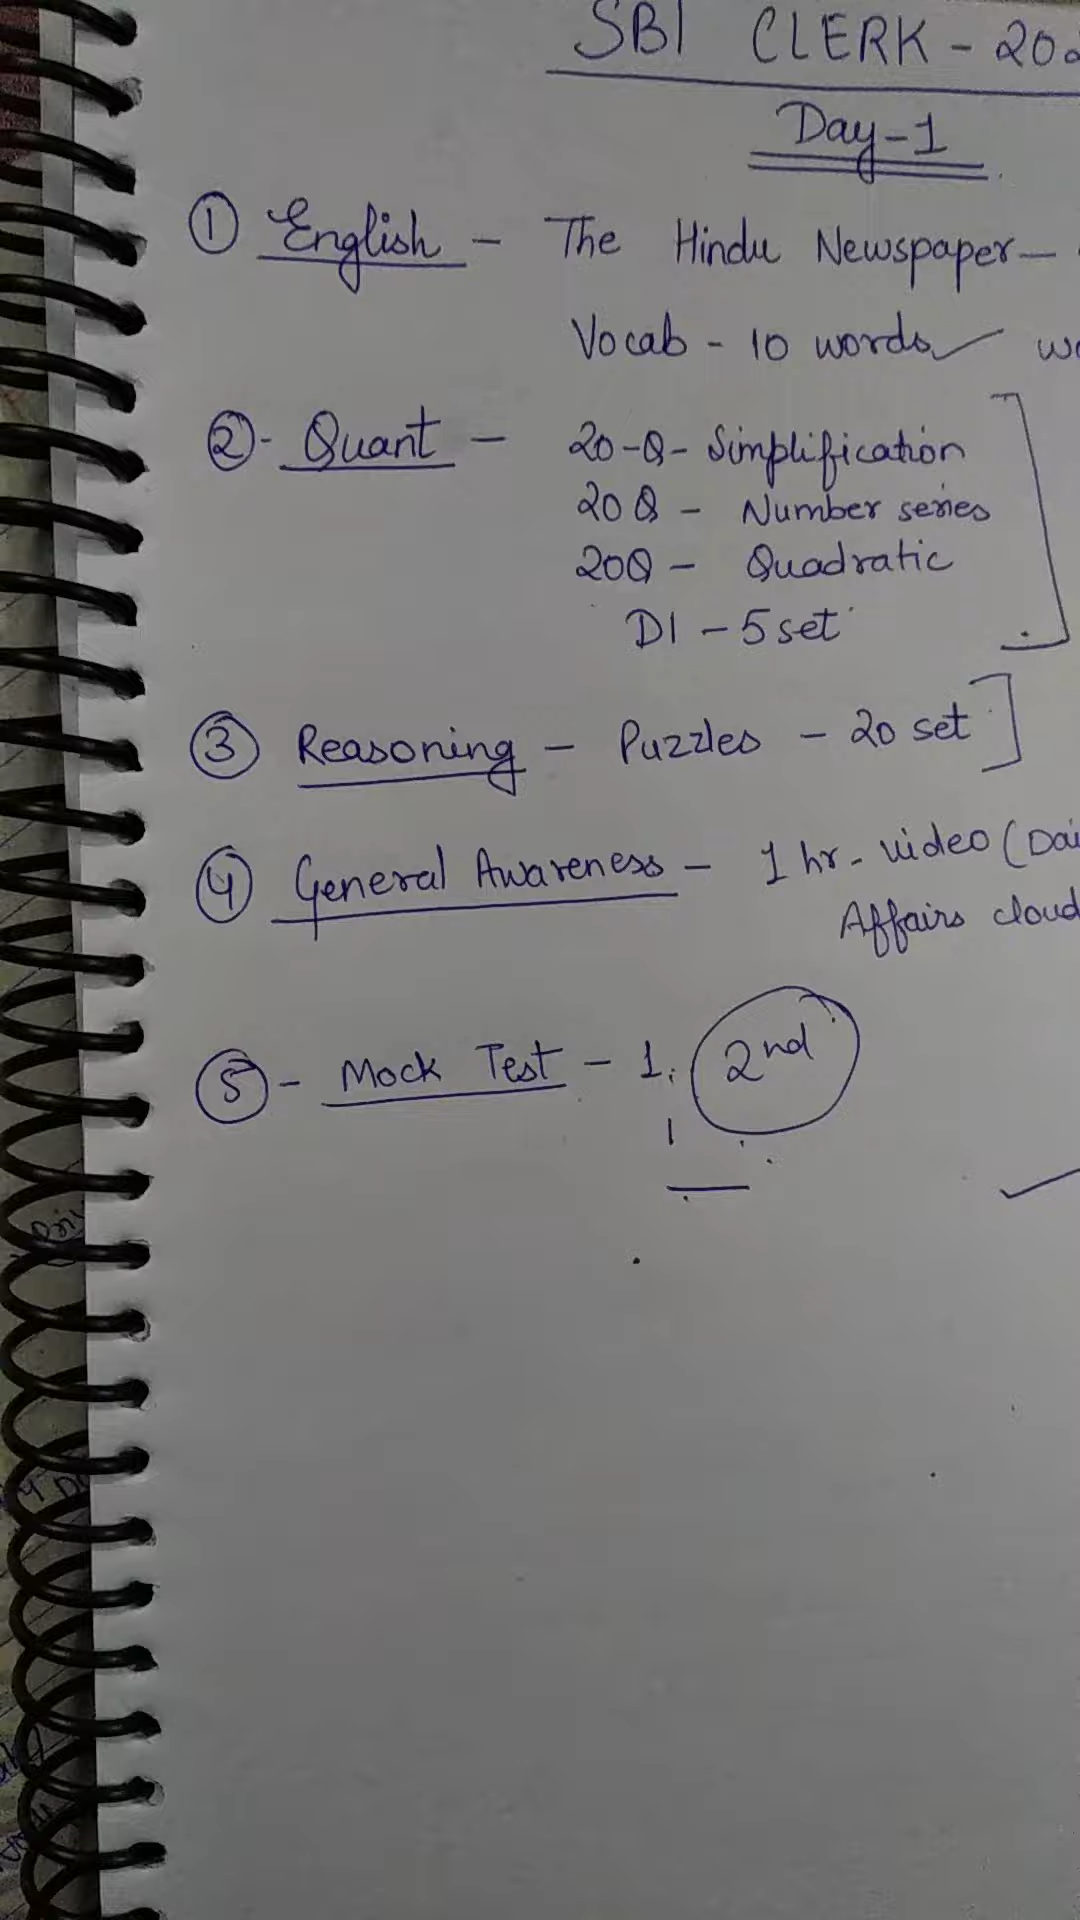 SBI CLERK - 202
Day-1
① English - The Hindu Newspaper-
Vocab - 10 words ✓
②- Quant - 20-Q- Simplification
20 Q - Number series
20Q - Quadratic
DI - 5 set
③ Reasoning - Puzzles - 20 set
④ General Awareness - 1 hr- video (Dai
Affairs cloud
⑤- Mock Test - 1. 2nd